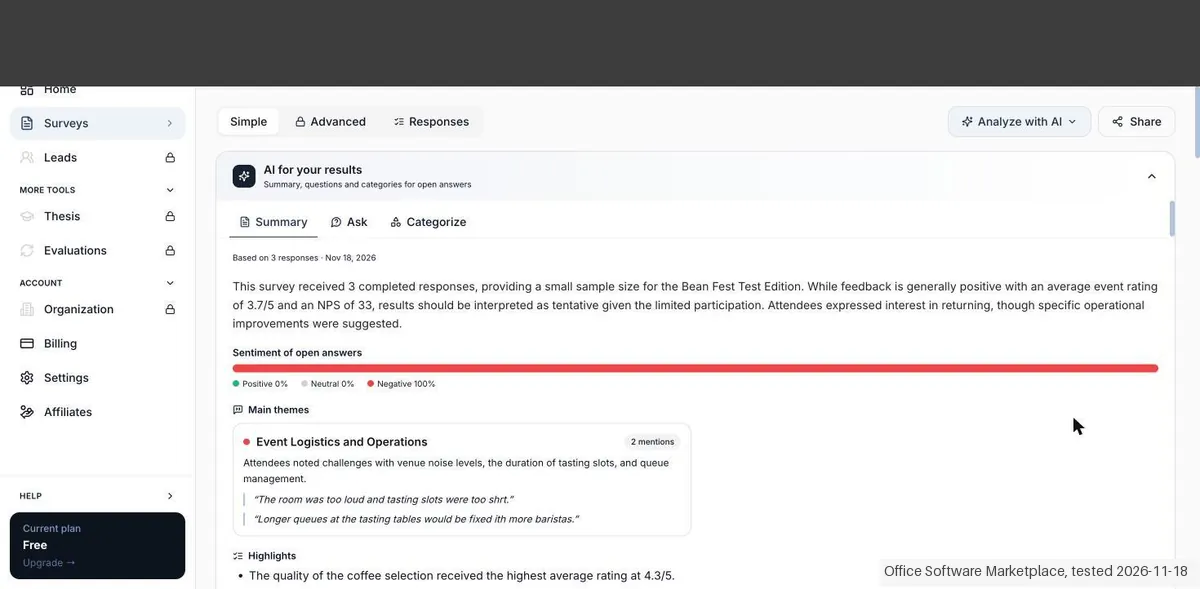 Home
Surveys
Leads
MORE TOOLS
Thesis
Evaluations
ACCOUNT
Organization
Billing
Settings
Affiliates
HELP
Current plan
Free
Upgrade →
Simple
Advanced
Responses
Analyze with AI
Share
AI for your results
Summary, questions and categories for open answers
Summary
Ask
Categorize
Based on 3 responses · Nov 18, 2026
This survey received 3 completed responses, providing a small sample size for the Bean Fest Test Edition. While feedback is generally positive with an average event rating
of 3.7/5 and an NPS of 33, results should be interpreted as tentative given the limited participation. Attendees expressed interest in returning, though specific operational
improvements were suggested.
Sentiment of open answers
Positive 0% Neutral 0% Negative 100%
Main themes
Event Logistics and Operations
2 mentions
Attendees noted challenges with venue noise levels, the duration of tasting slots, and queue
management.
“The room was too loud and tasting slots were too shrt.”
“Longer queues at the tasting tables would be fixed ith more baristas.”
Highlights
• The quality of the coffee selection received the highest average rating at 4.3/5.
Office Software Marketplace, tested 2026-11-18